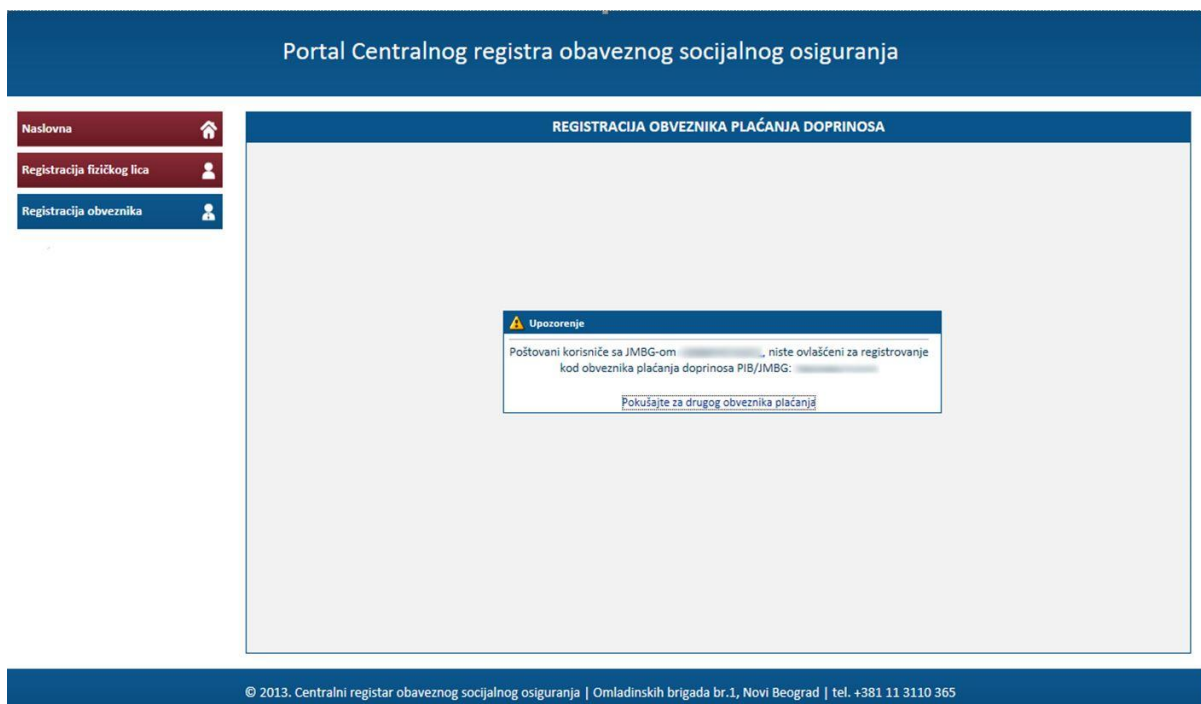 Portal Centralnog registra obaveznog socijalnog osiguranja
Naslovna
Registracija fizičkog lica
Registracija obveznika
REGISTRACIJA OBVEZNIKA PLAĆANJA DOPRINOSA
Upozorenje
Poštovani korisniče sa JMBG-om , niste ovlašćeni za registrovanje
kod obveznika plaćanja doprinosa PIB/JMBG:
Pokušajte za drugog obveznika plaćanja
© 2013. Centralni registar obaveznog socijalnog osiguranja | Omladinskih brigada br.1, Novi Beograd | tel. +381 11 3110 365